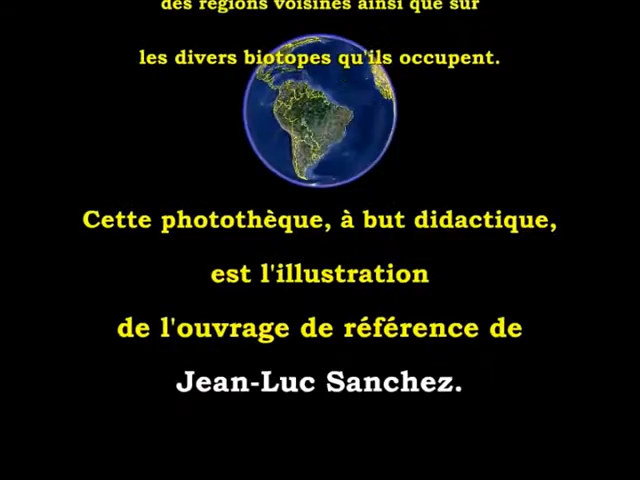 des régions voisines ainsi que sur
les divers biotopes qu'ils occupent.
Cette photothèque, à but didactique,
est l'illustration
de l'ouvrage de référence de
Jean-Luc Sanchez.